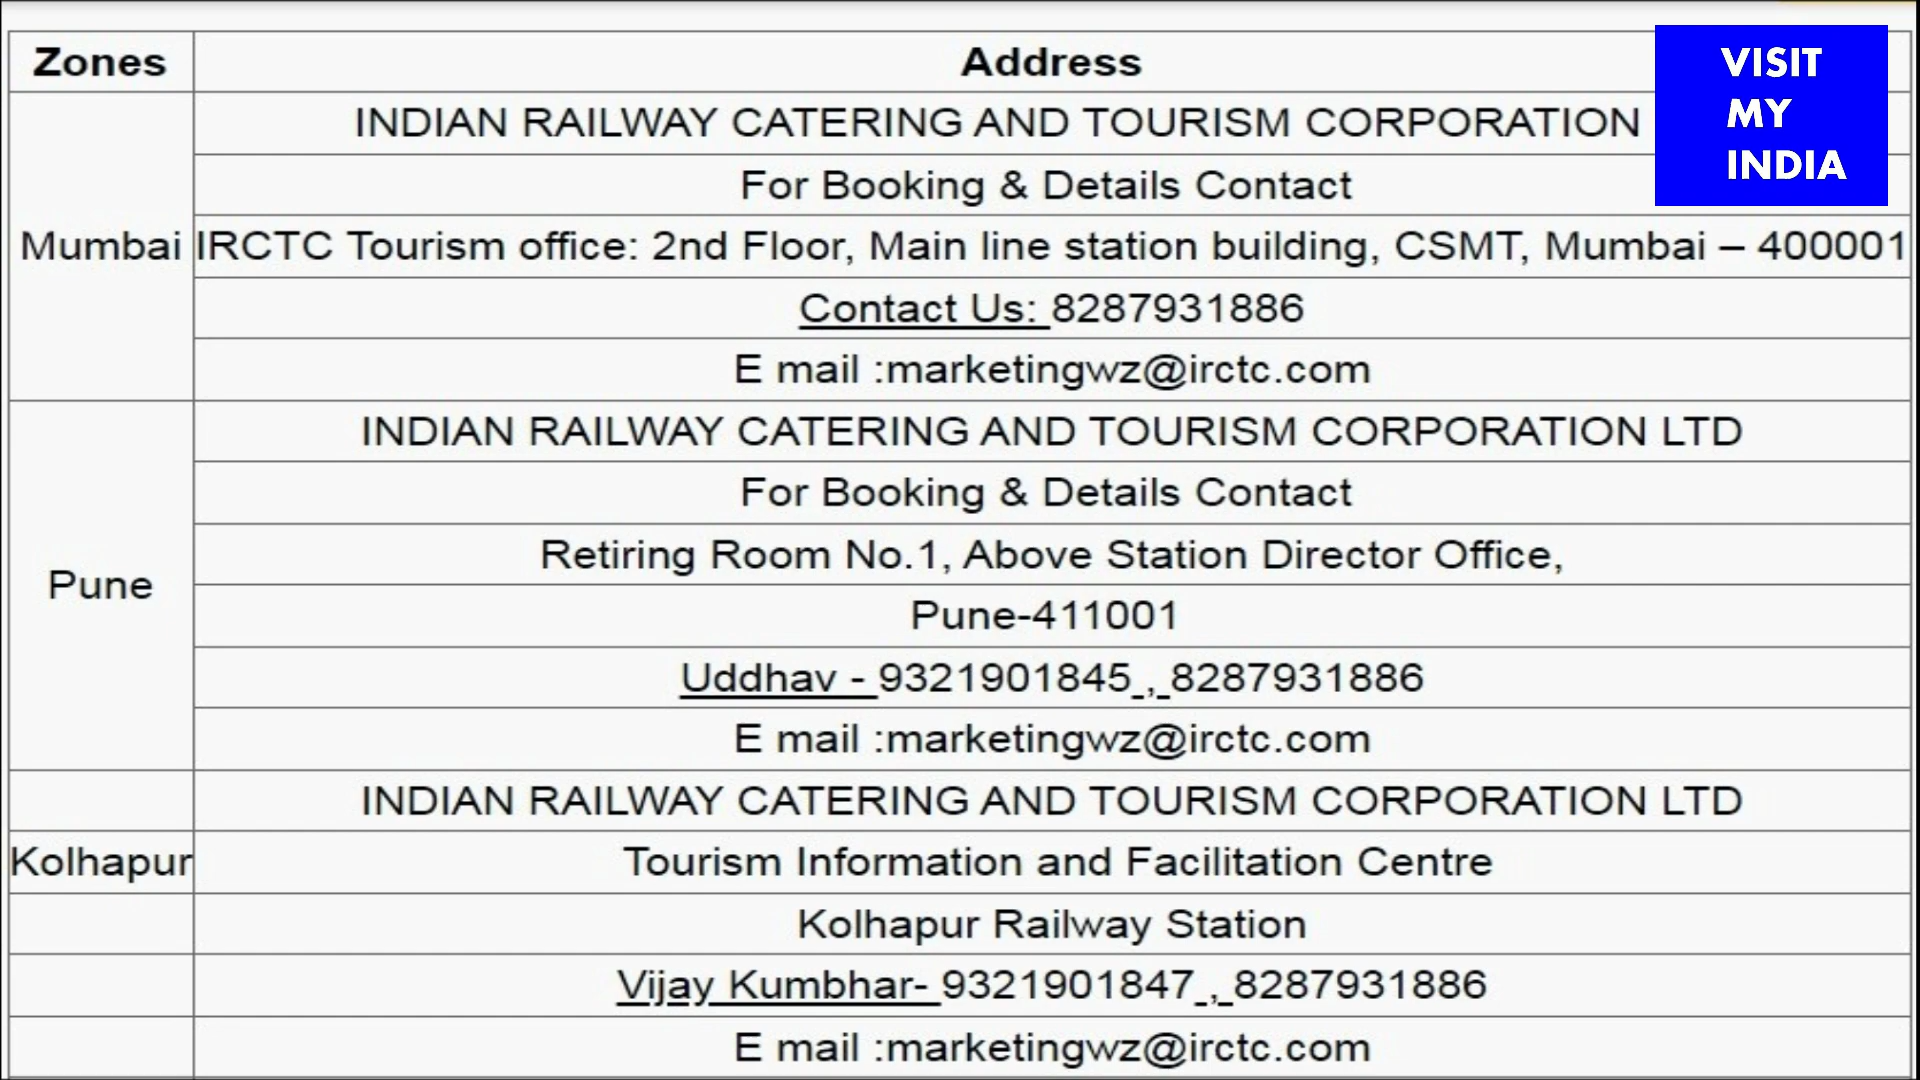 Zones
Address
VISIT
MY
INDIA
INDIAN RAILWAY CATERING AND TOURISM CORPORATION
For Booking & Details Contact
Mumbai
IRCTC Tourism office: 2nd Floor, Main line station building, CSMT, Mumbai – 400001
Contact Us: 8287931886
E mail :marketingwz@irctc.com
INDIAN RAILWAY CATERING AND TOURISM CORPORATION LTD
For Booking & Details Contact
Retiring Room No.1, Above Station Director Office,
Pune
Pune-411001
Uddhav - 9321901845 , 8287931886
E mail :marketingwz@irctc.com
INDIAN RAILWAY CATERING AND TOURISM CORPORATION LTD
Kolhapur
Tourism Information and Facilitation Centre
Kolhapur Railway Station
Vijay Kumbhar- 9321901847 , 8287931886
E mail :marketingwz@irctc.com